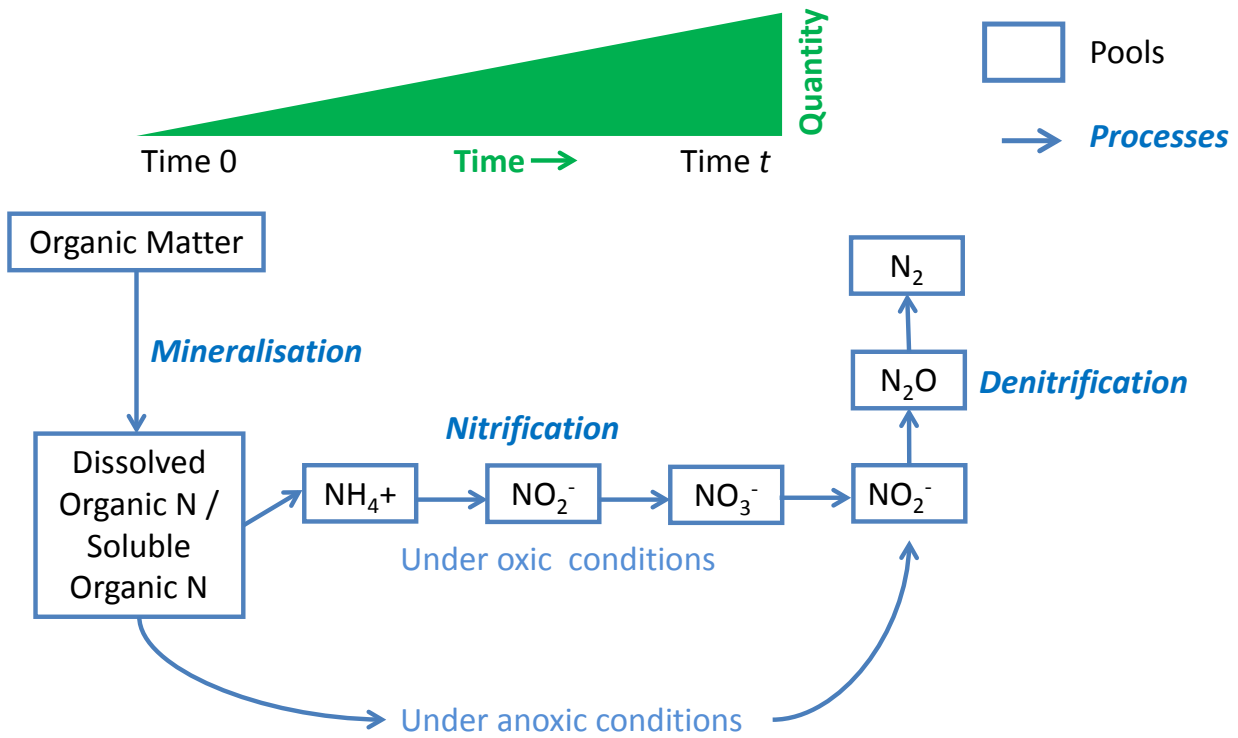 Quantity
Pools
Time 0
Time
Time t
Processes
Organic Matter
N₂
Mineralisation
N₂O
Denitrification
Nitrification
Dissolved
Organic N /
Soluble
Organic N
NH₄+
NO₂⁻
NO₃⁻
NO₂⁻
Under oxic conditions
Under anoxic conditions